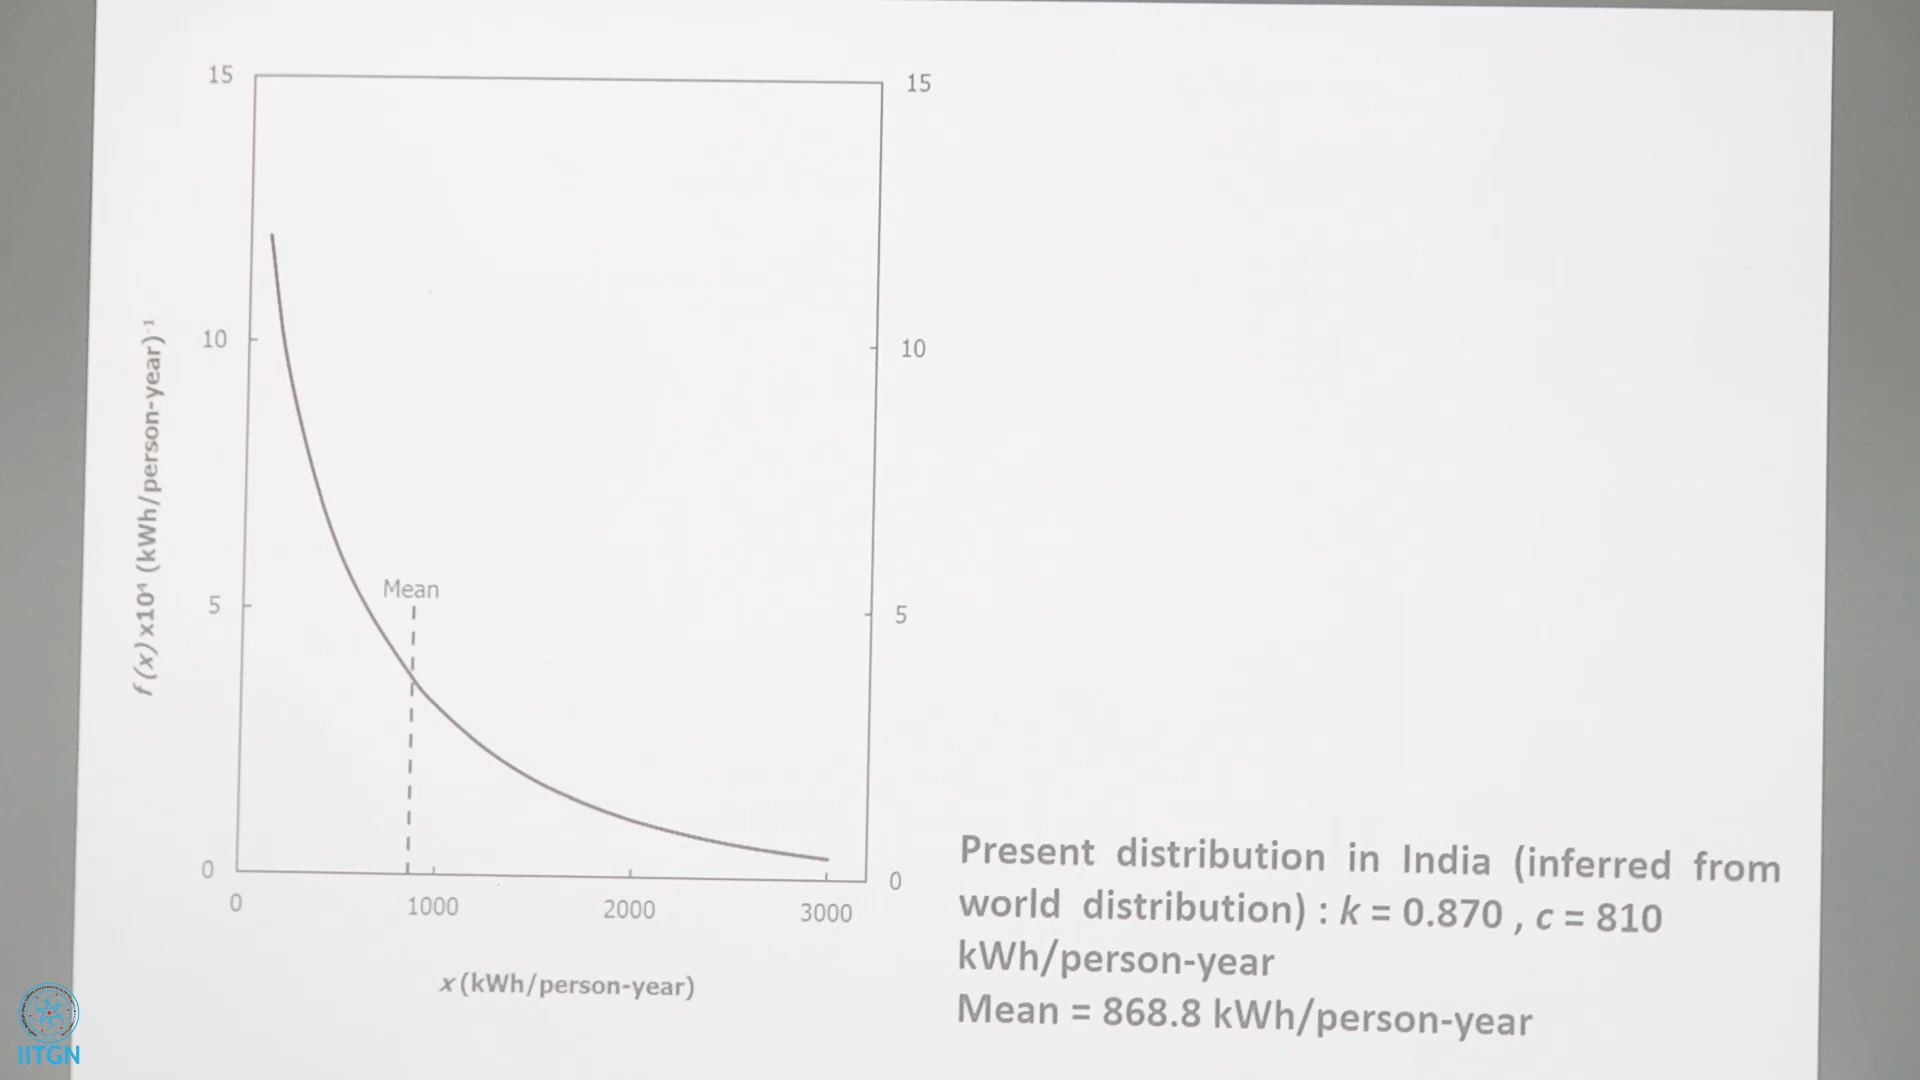 15
15
10
10
Mean
5
5
0
0
0
1000
2000
3000
f (x) x10⁴ (kWh/person-year)⁻¹
x (kWh/person-year)
Present distribution in India (inferred from
world distribution) : k = 0.870 , c = 810
kWh/person-year
Mean = 868.8 kWh/person-year
IITGN